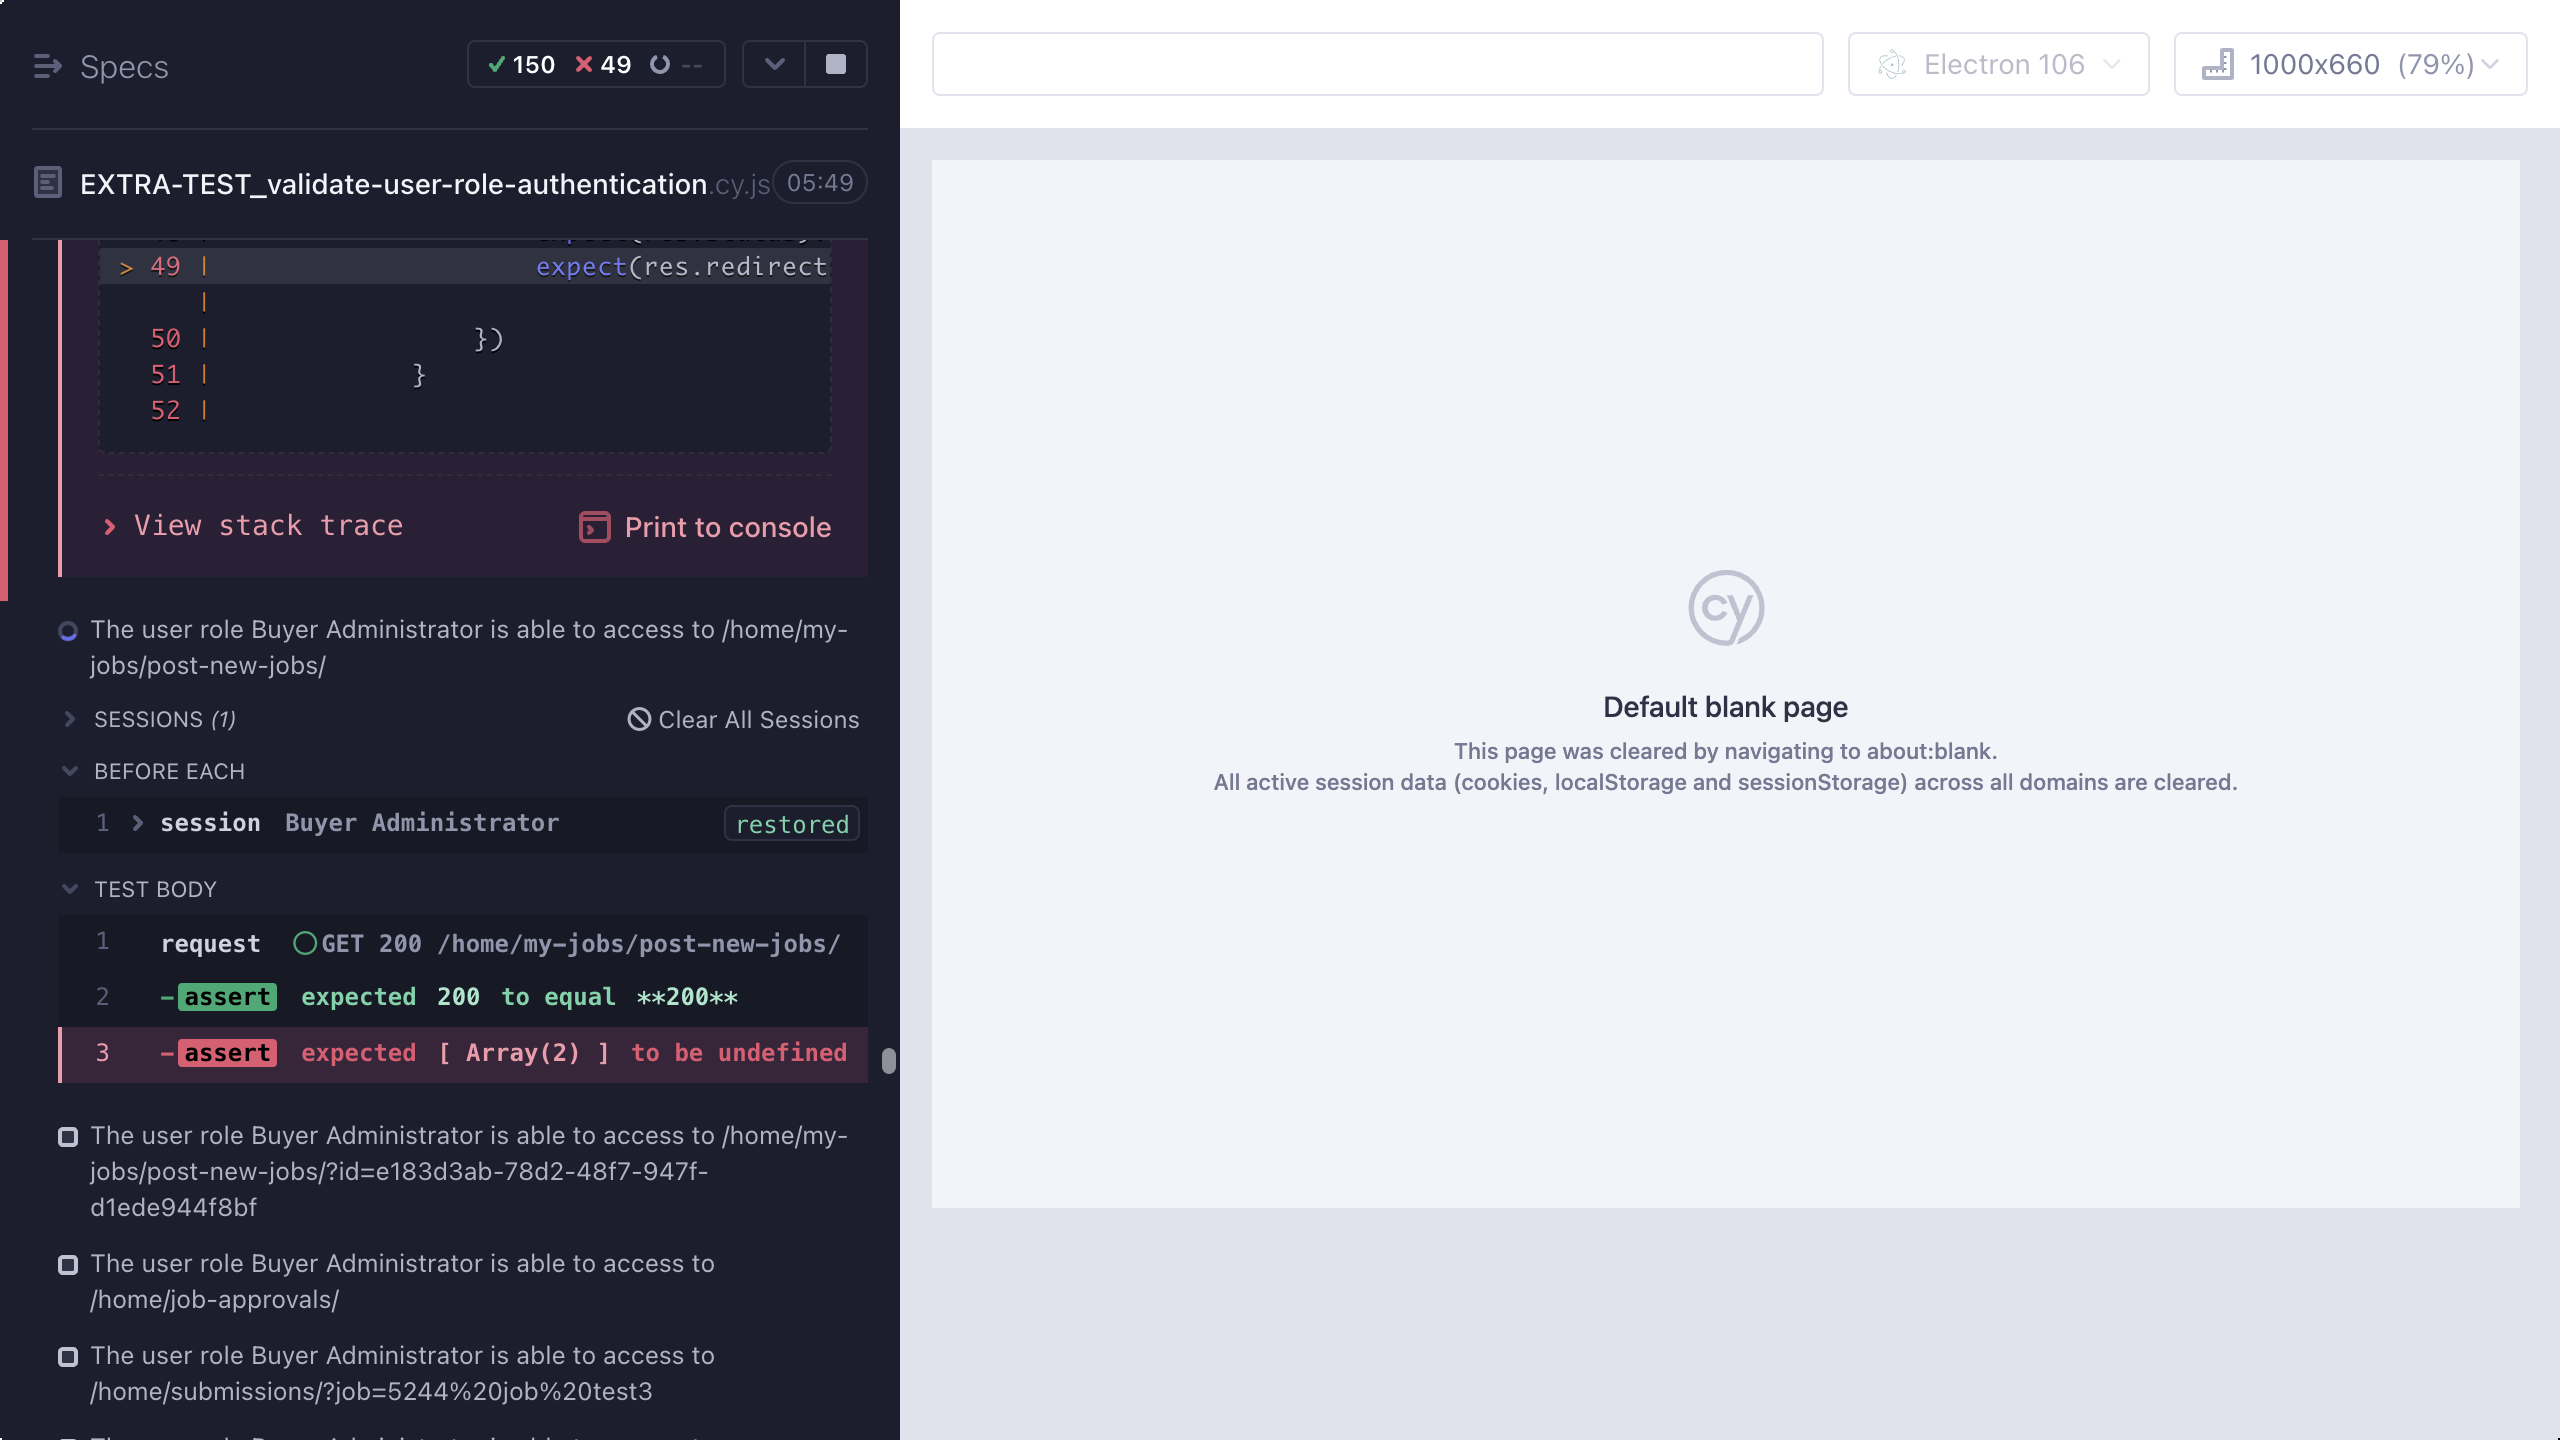 Specs
150 49 --
EXTRA-TEST_validate-user-role-authentication.cy.js 05:49
> 49 | expect(res.redirect
|
50 | })
51 | }
52 |
View stack trace
Print to console
The user role Buyer Administrator is able to access to /home/my-
jobs/post-new-jobs/
SESSIONS (1)
Clear All Sessions
BEFORE EACH
1 session Buyer Administrator restored
TEST BODY
1 request GET 200 /home/my-jobs/post-new-jobs/
2 -assert expected 200 to equal **200**
3 -assert expected [ Array(2) ] to be undefined
The user role Buyer Administrator is able to access to /home/my-
jobs/post-new-jobs/?id=e183d3ab-78d2-48f7-947f-
d1ede944f8bf
The user role Buyer Administrator is able to access to
/home/job-approvals/
The user role Buyer Administrator is able to access to
/home/submissions/?job=5244%20job%20test3
Electron 106
1000x660 (79%)
cy
Default blank page
This page was cleared by navigating to about:blank.
All active session data (cookies, localStorage and sessionStorage) across all domains are cleared.